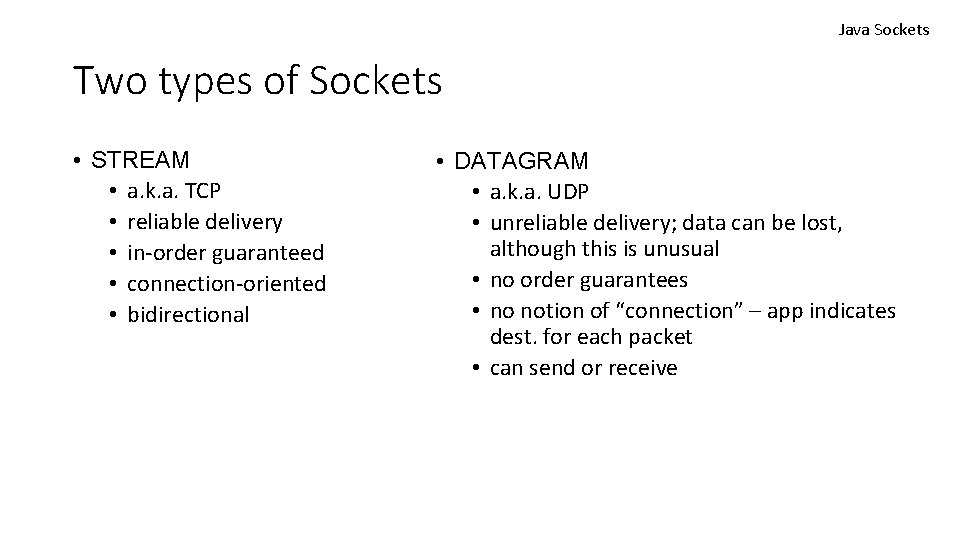 Java Sockets
Two types of Sockets
• STREAM
• a.k.a. TCP
• reliable delivery
• in-order guaranteed
• connection-oriented
• bidirectional
• DATAGRAM
• a.k.a. UDP
• unreliable delivery; data can be lost,
although this is unusual
• no order guarantees
• no notion of “connection” – app indicates
dest. for each packet
• can send or receive